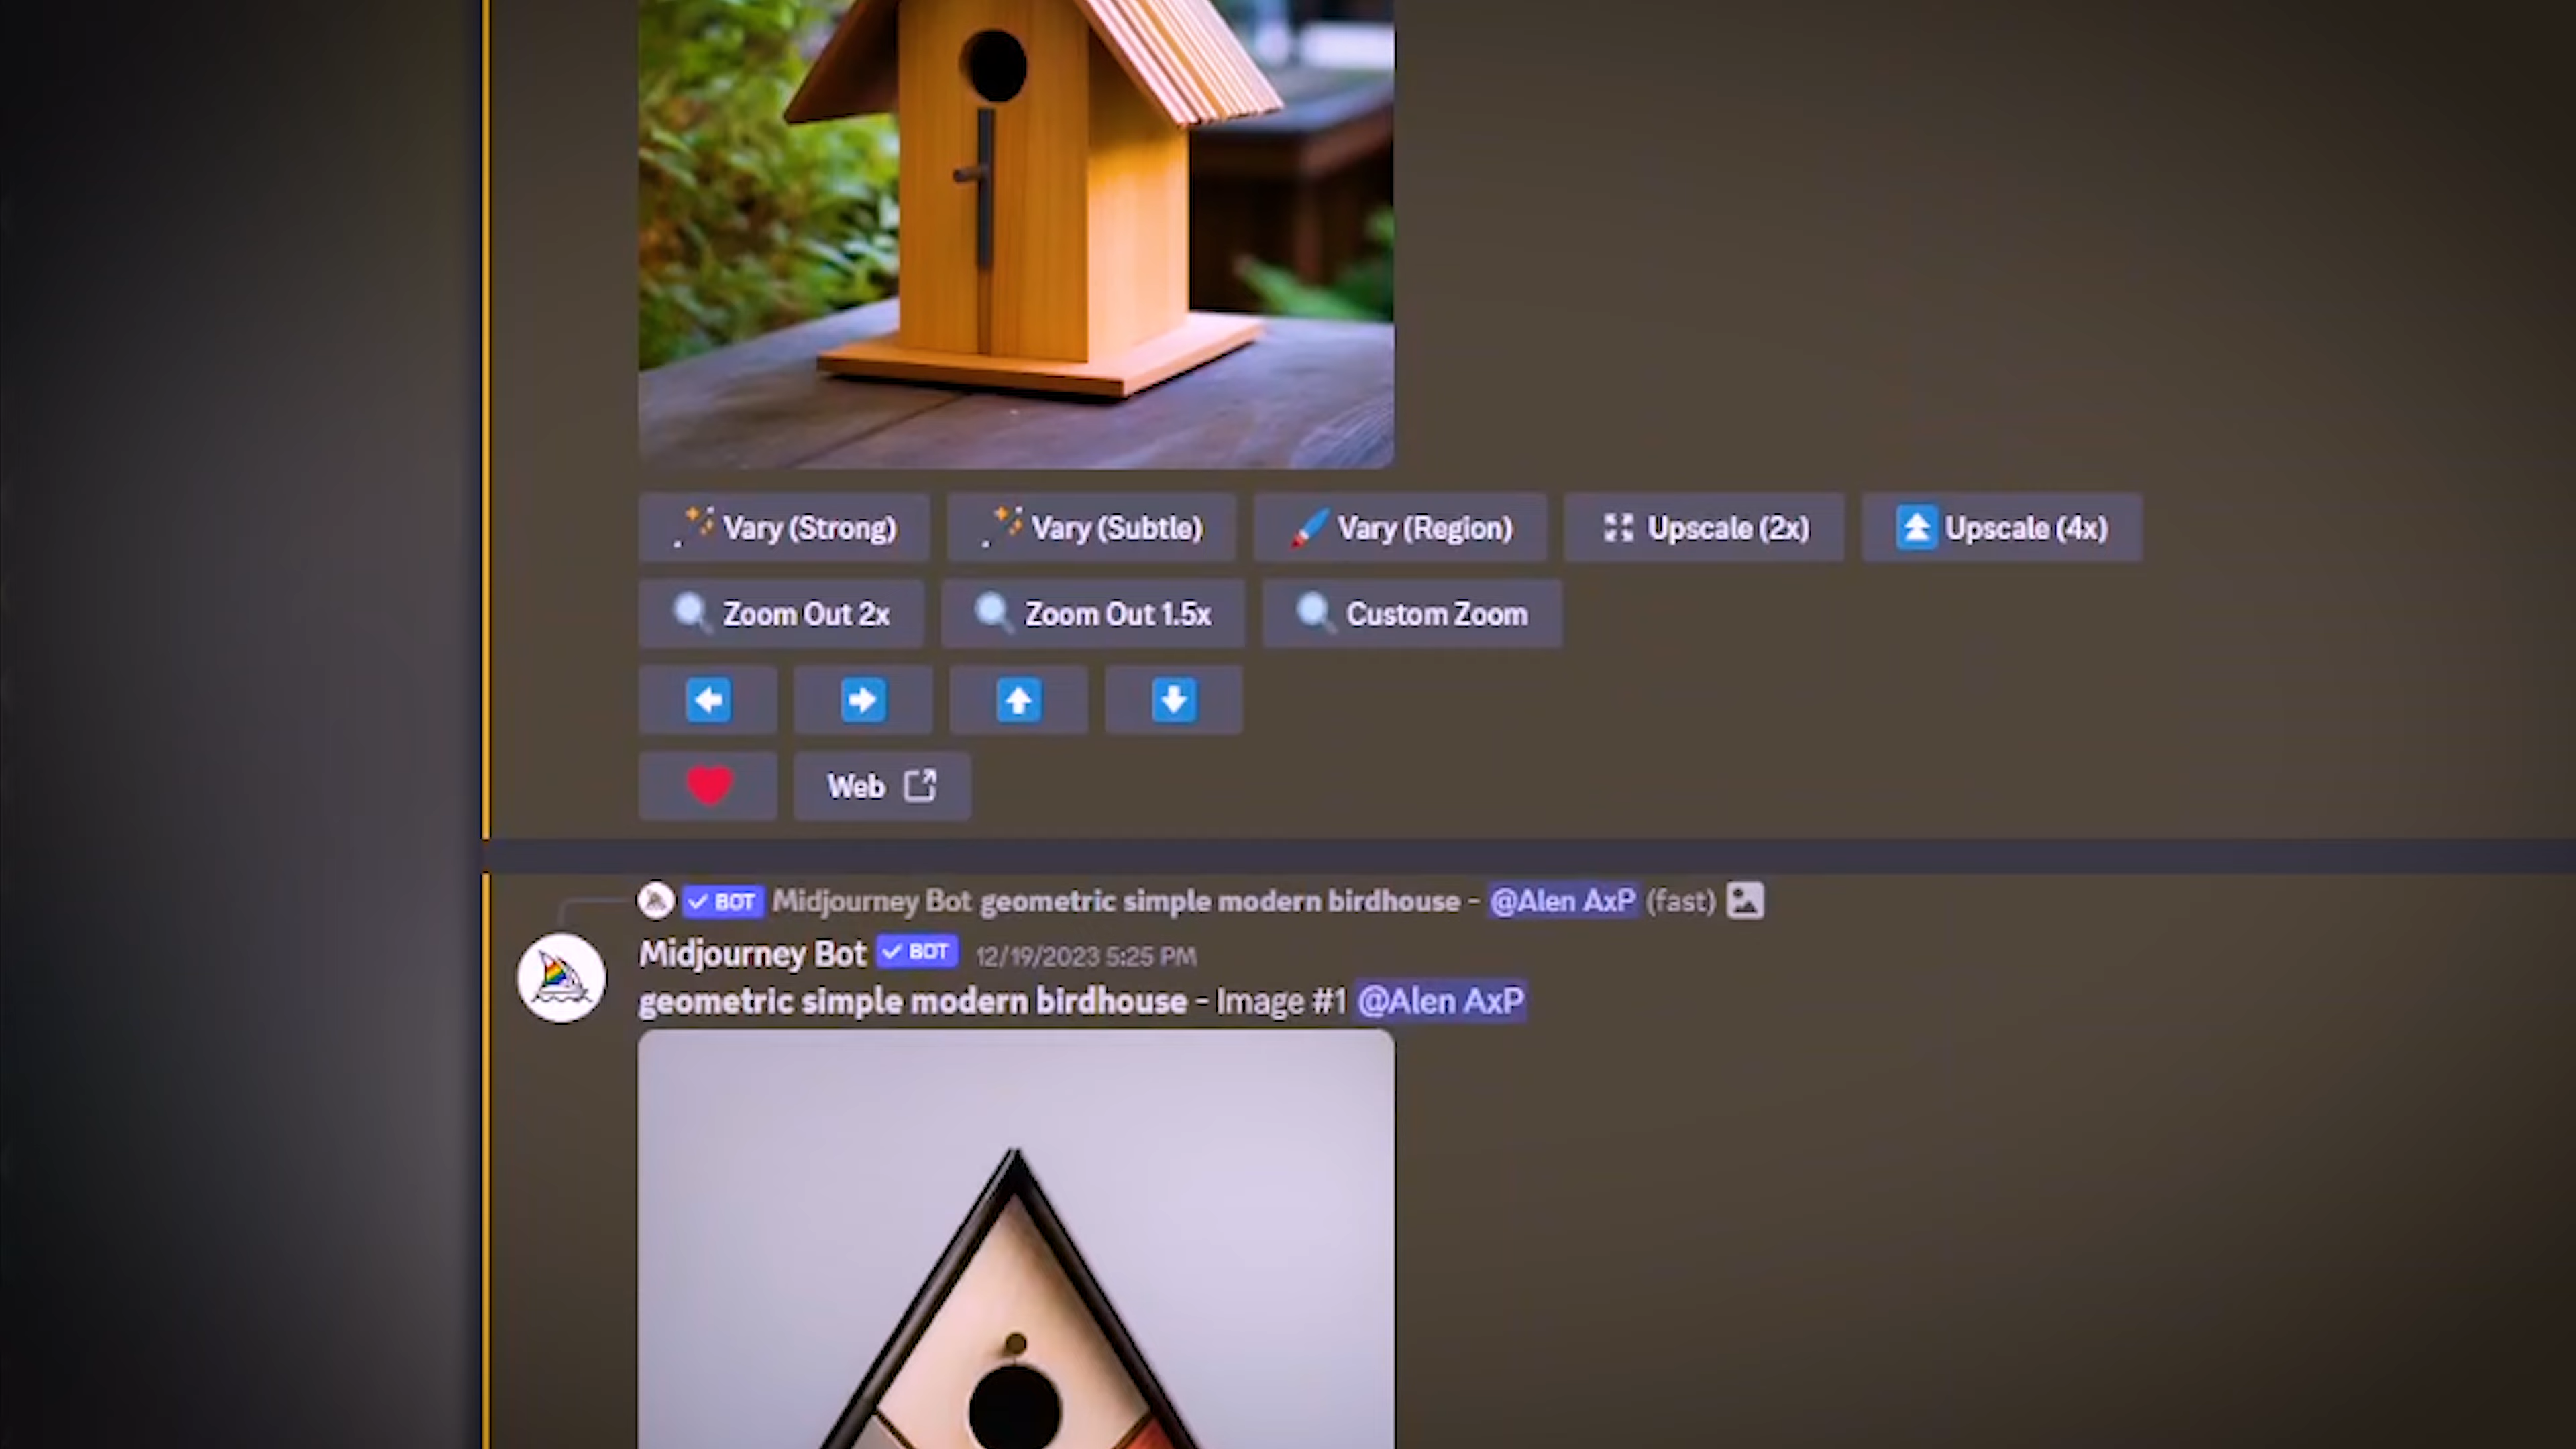 Vary (Strong) Vary (Subtle) Vary (Region) Upscale (2x) Upscale (4x)
Zoom Out 2x Zoom Out 1.5x Custom Zoom
Web
BOT Midjourney Bot geometric simple modern birdhouse - @Alen AxP (fast)
Midjourney Bot BOT 12/19/2023 5:25 PM
geometric simple modern birdhouse - Image #1 @Alen AxP